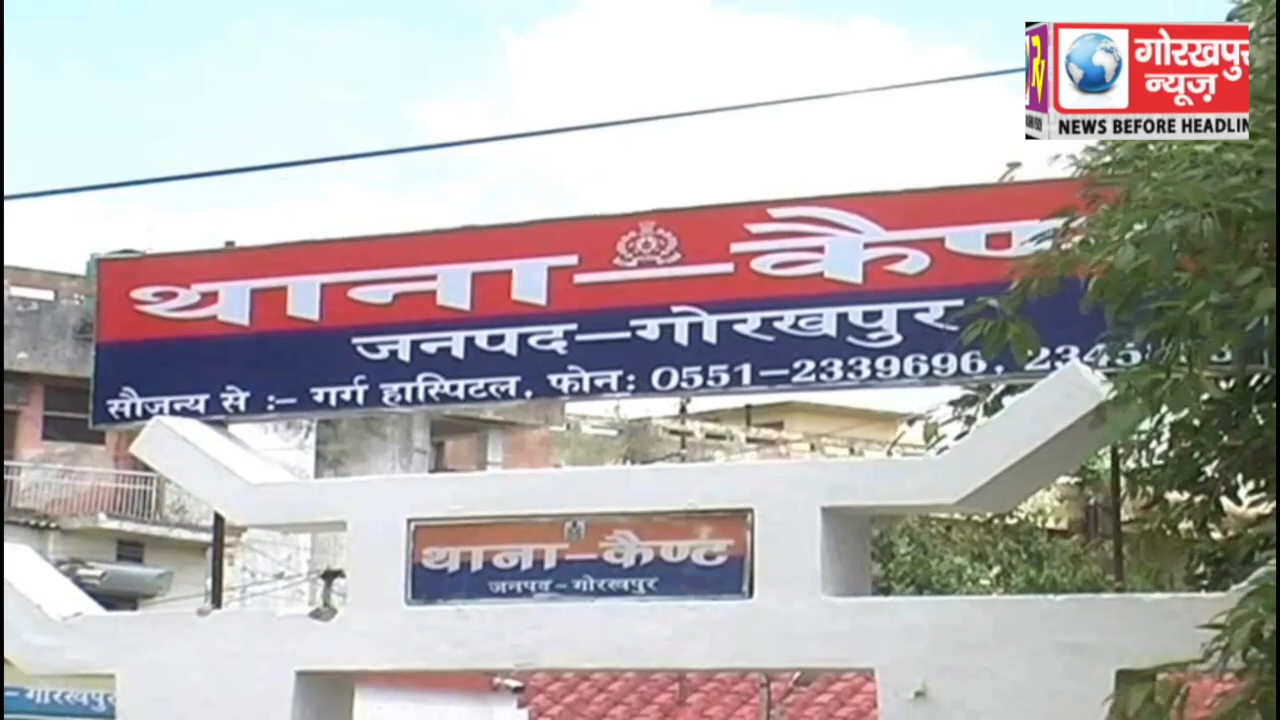 गोरखपुर
न्यूज़
NEWS BEFORE HEADLIN
थाना-कैण्ट
जनपद-गोरखपुर
सौजन्य से :- गर्ग हास्पिटल, फोन: 0551-2339696,
थाना-कैण्ट
जनपद-गोरखपुर
- गोरखपुर